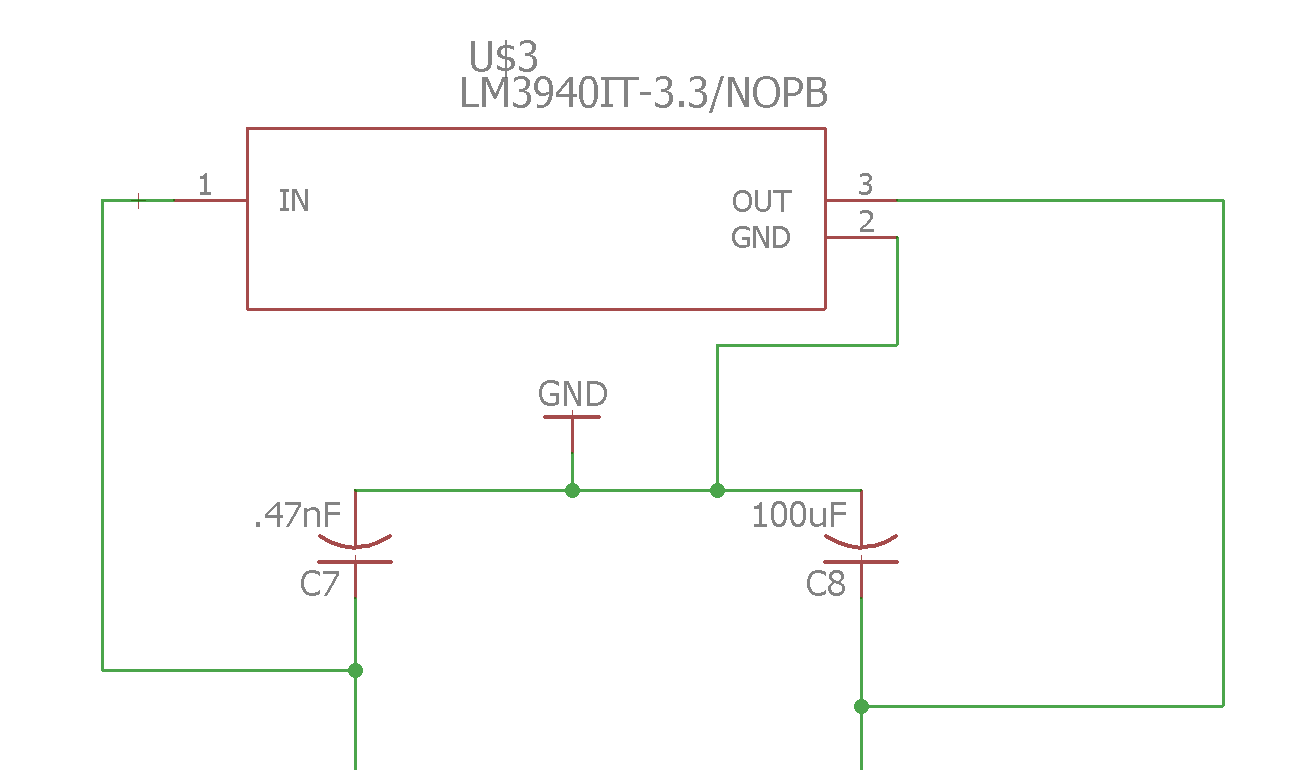 U$3
LM3940IT-3.3/NOPB
1
IN
OUT
3
GND
2
GND
.47nF
100uF
C7
C8